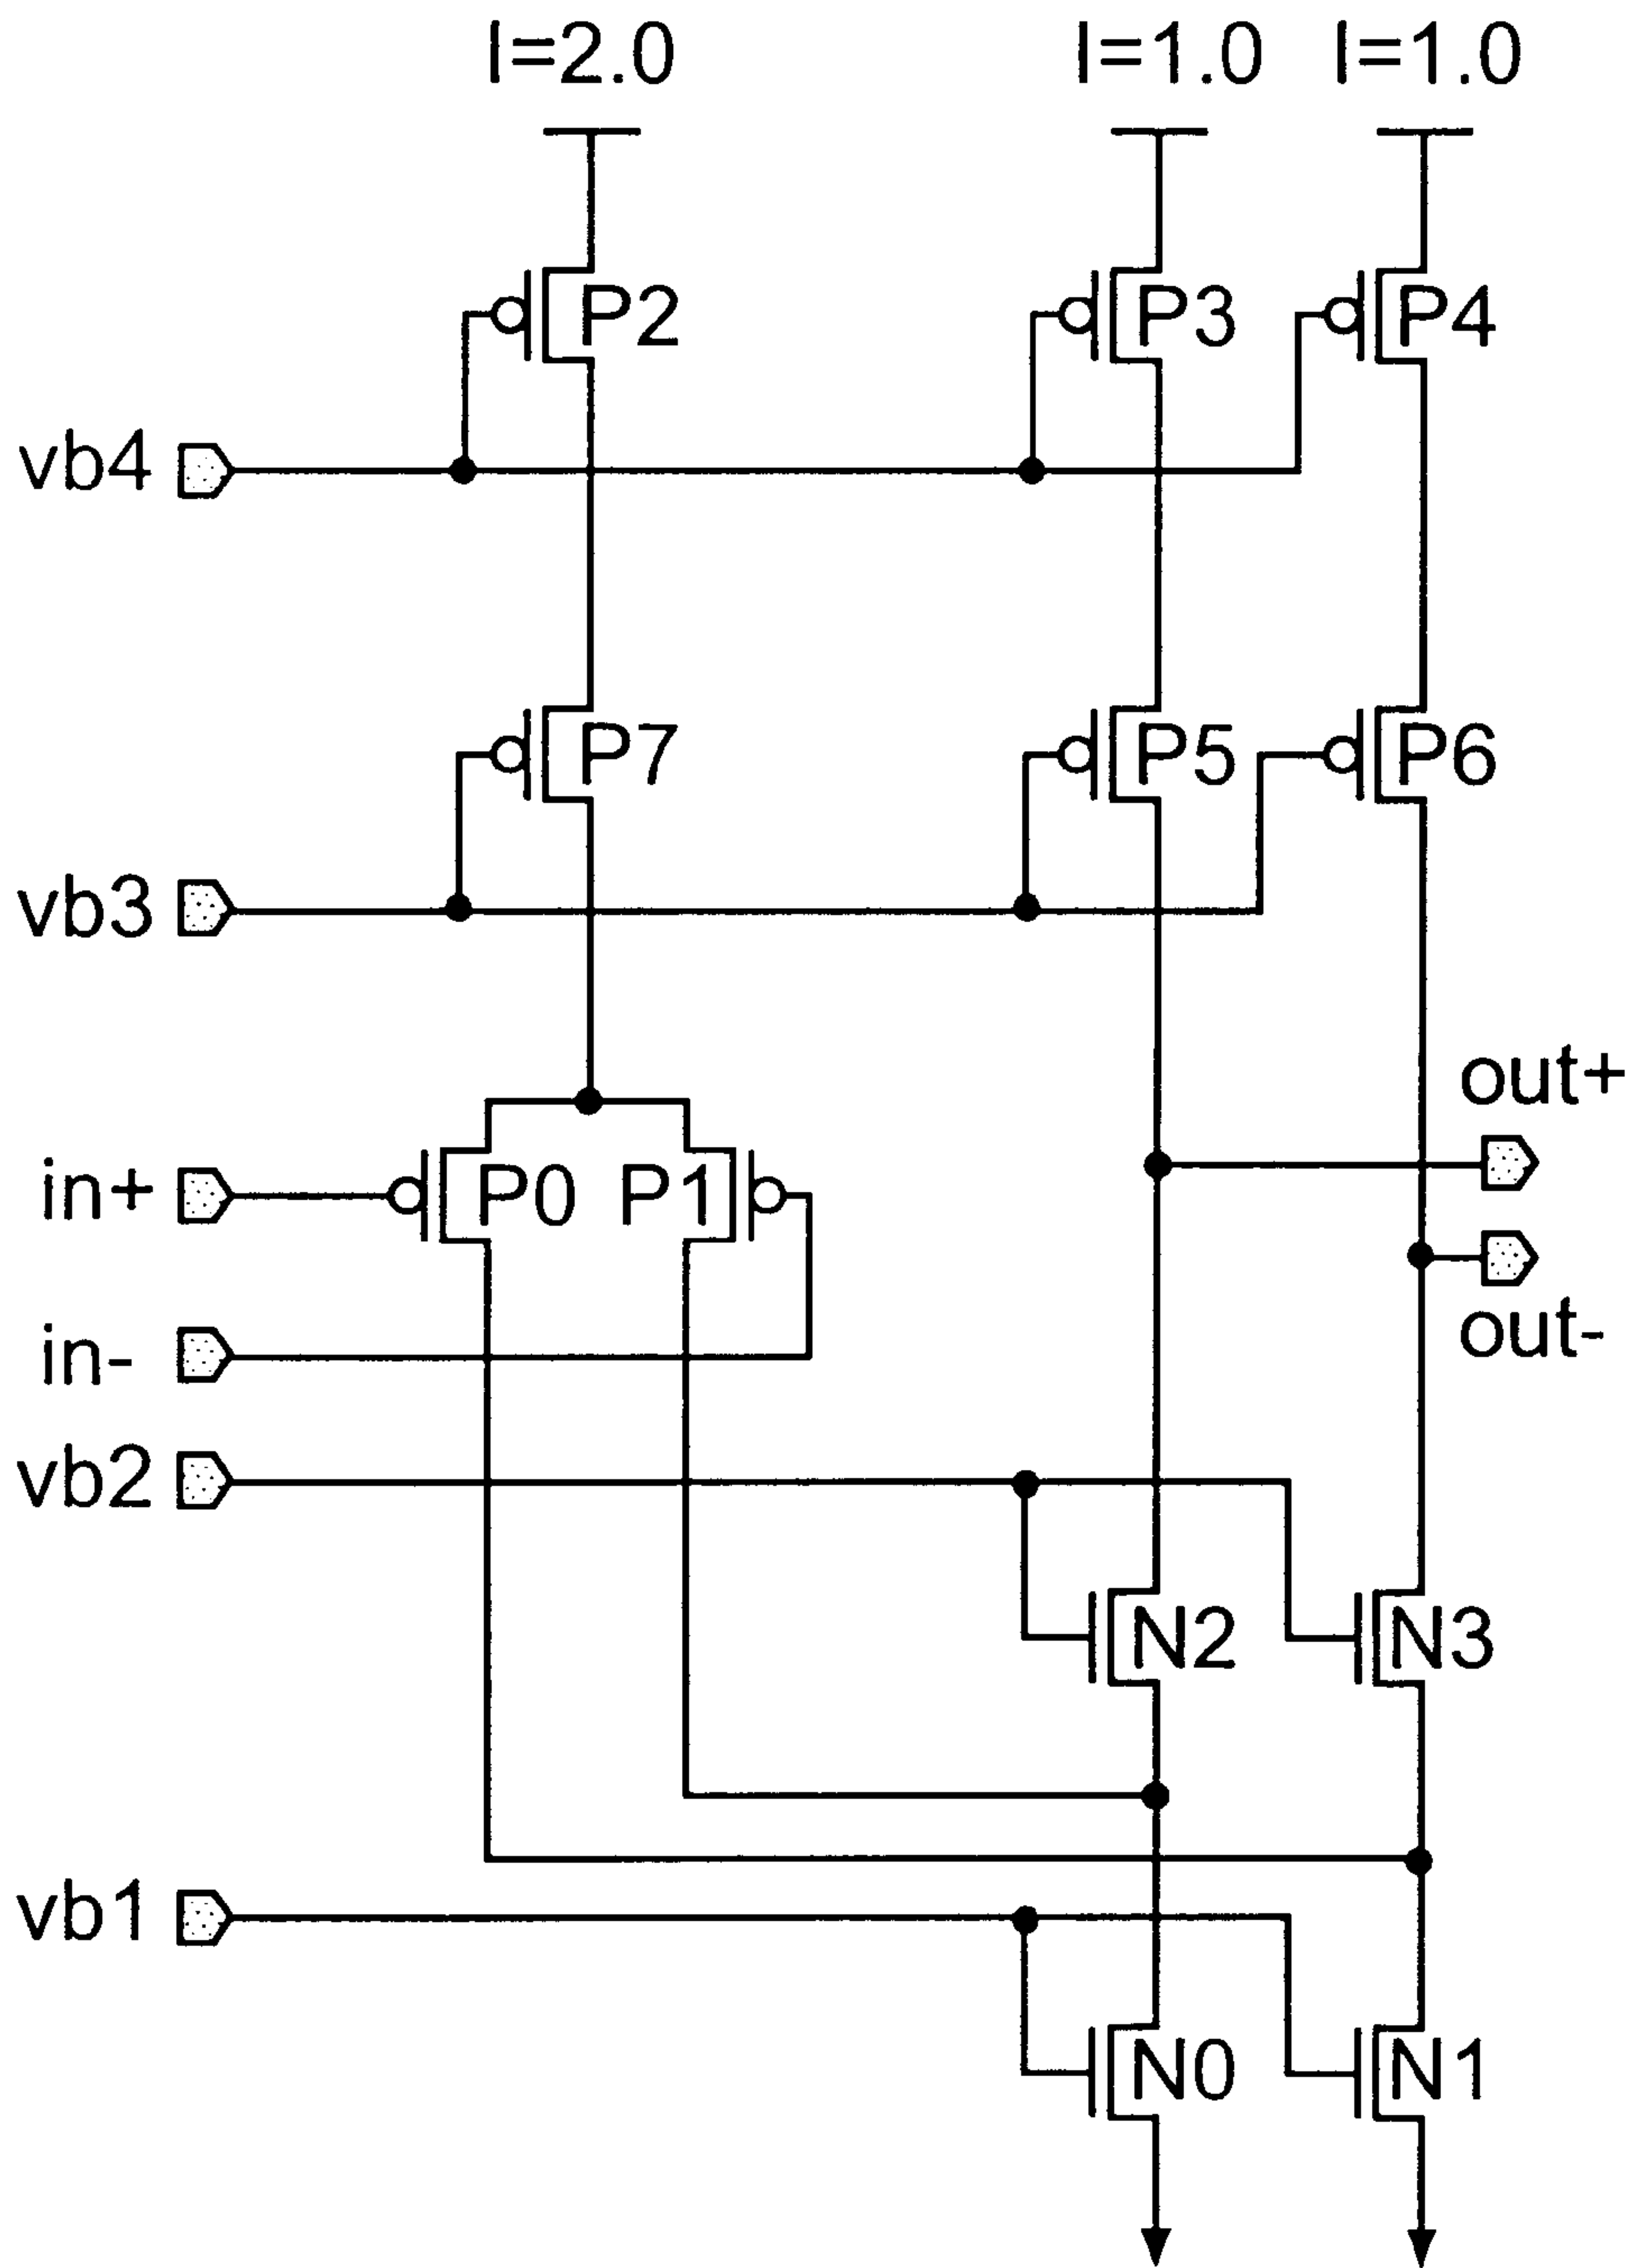 I=2.0 I=1.0 I=1.0
P2 P3 P4
vb4
P7 P5 P6
vb3
out+
in+ P0 P1
in- out-
vb2
N2 N3
vb1
N0 N1